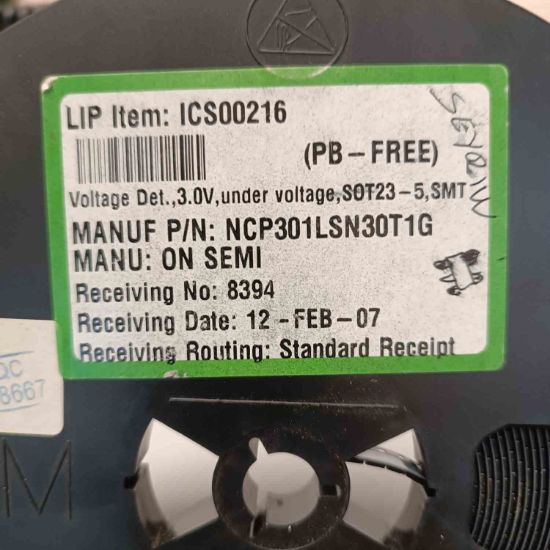 LIP Item: ICS00216
(PB-FREE)
Voltage Det.,3.0V,under voltage,SOT23-5,SMT
MANUF P/N: NCP301LSN30T1G
MANU: ON SEMI
Receiving No: 8394
Receiving Date: 12-FEB-07
Receiving Routing: Standard Receipt
QC
8667
M